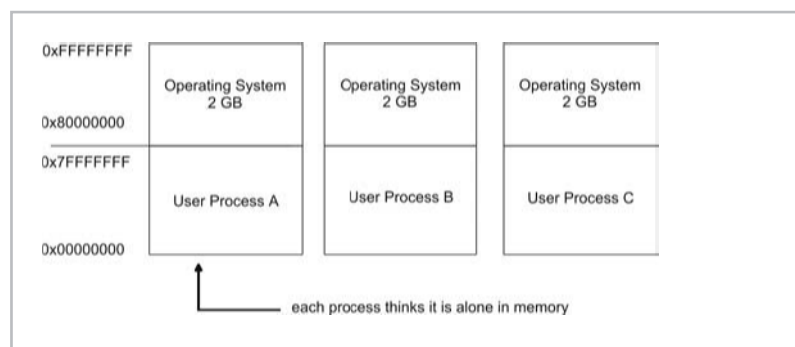 0xFFFFFFFF
Operating System
2 GB
Operating System
2 GB
Operating System
2 GB
0x80000000
0x7FFFFFFF
User Process A
User Process B
User Process C
0x00000000
each process thinks it is alone in memory